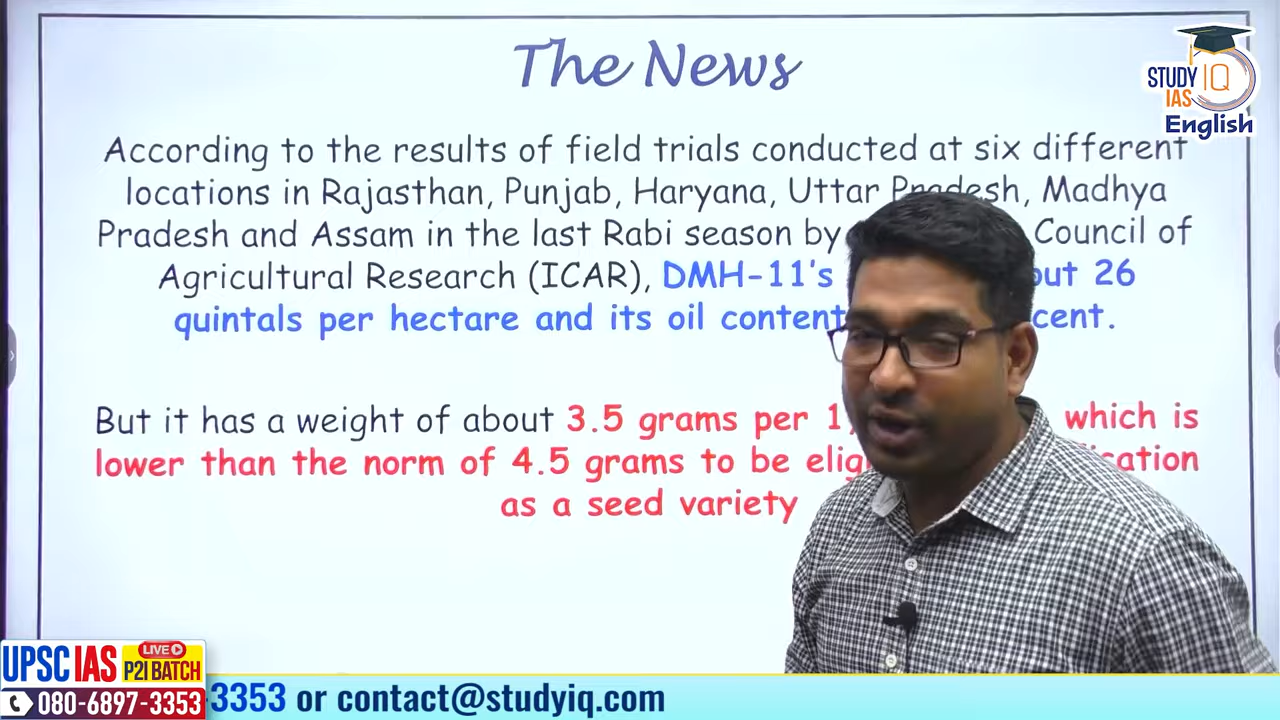 The News
STUDY IQ
IAS
English
According to the results of field trials conducted at six different
locations in Rajasthan, Punjab, Haryana, Uttar Pradesh, Madhya
Pradesh and Assam in the last Rabi season by Council of
Agricultural Research (ICAR), DMH-11's 26
quintals per hectare and its oil content cent.
But it has a weight of about 3.5 grams per which is
lower than the norm of 4.5 grams to be
as a seed variety
UPSC IAS LIVE P2I BATCH
080-6897-3353
-3353 or contact@studyiq.com